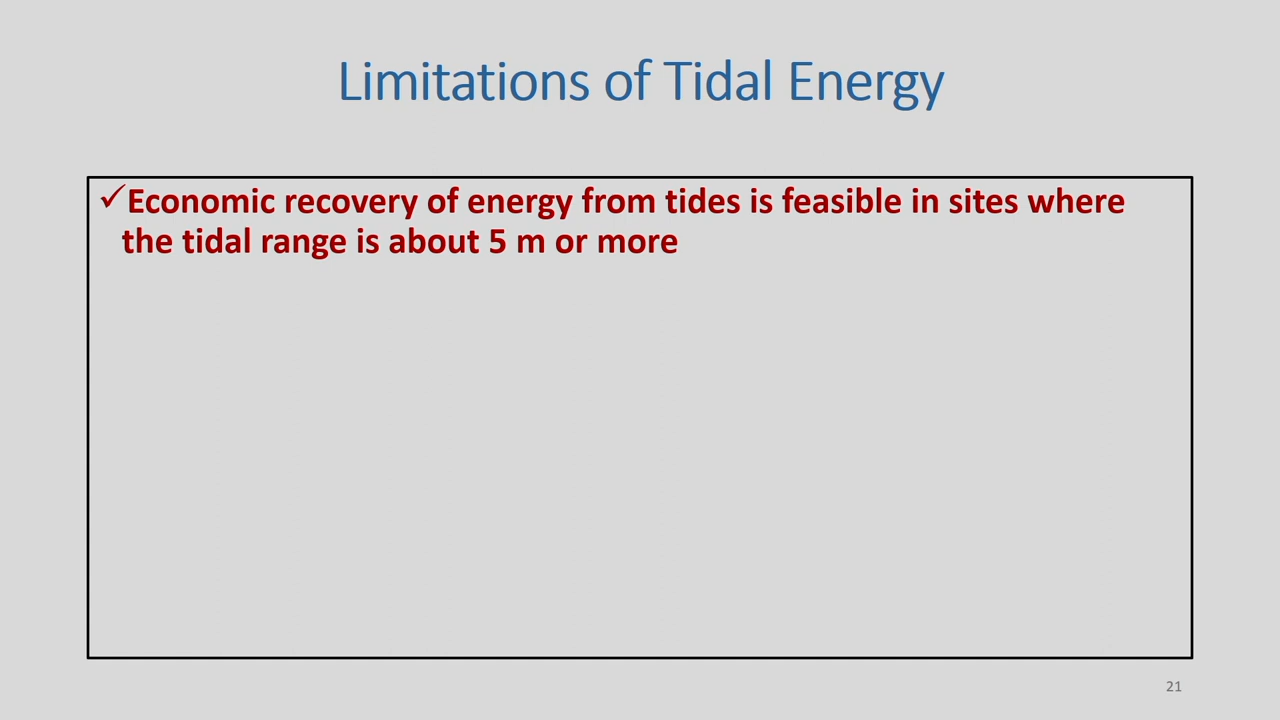 Limitations of Tidal Energy
✓Economic recovery of energy from tides is feasible in sites where
the tidal range is about 5 m or more
21